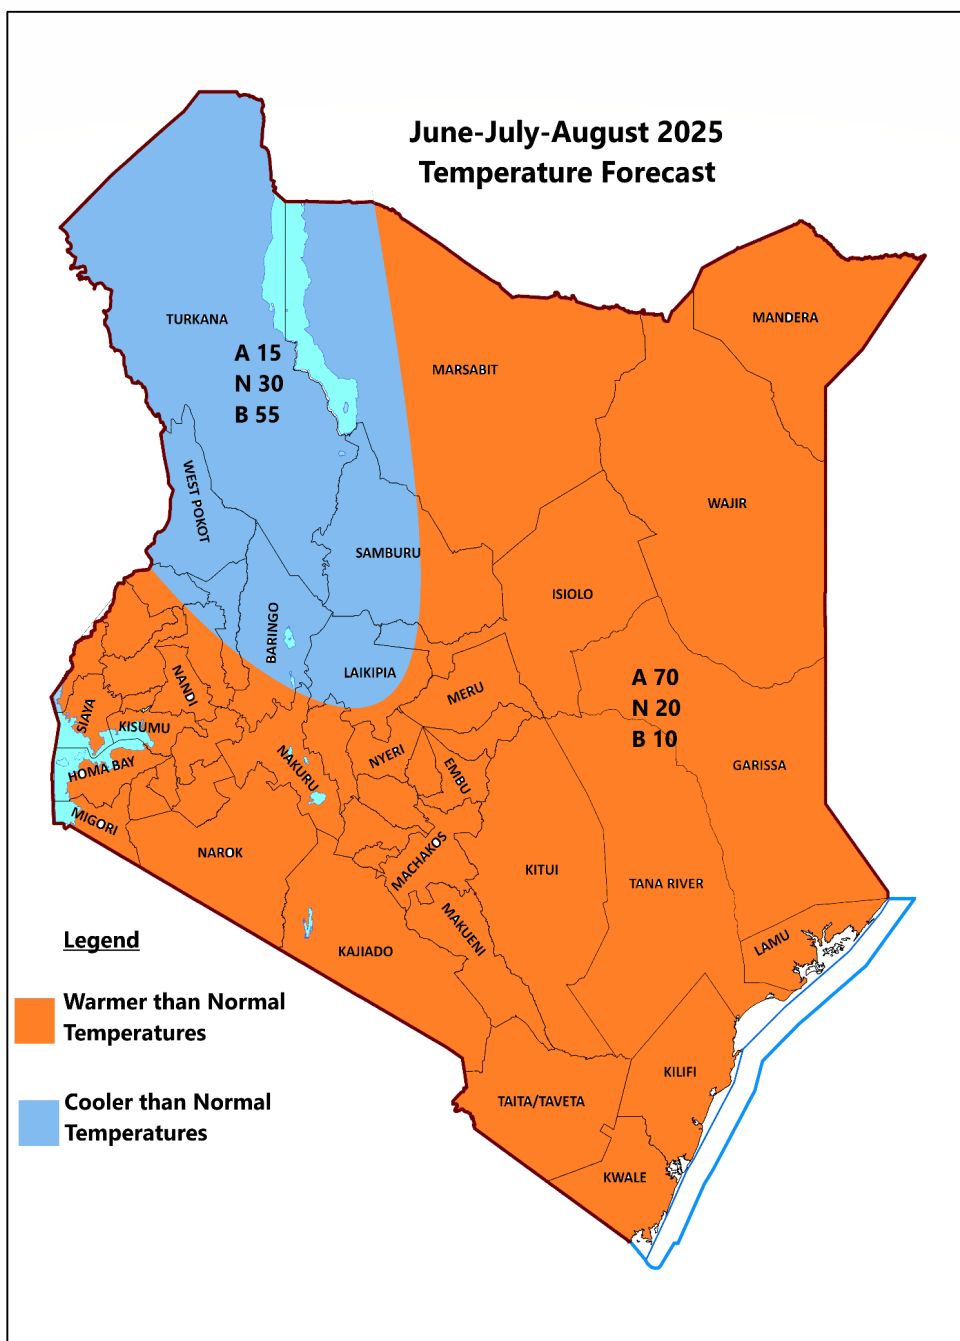 June-July-August 2025
Temperature Forecast
MANDERA
TURKANA
A 15
N 30
B 55
MARSABIT
WEST POKOT
WAJIR
SAMBURU
ISIOLO
BARINGO
LAIKIPIA
NANDI
MERU
A 70
N 20
B 10
SIAYA
KISUMU
NYERI
NAKURU
EMBU
HOMA BAY
GARISSA
MIGORI
NAROK
MACHAKOS
KITUI
TANA RIVER
MAKUENI
LAMU
KAJIADO
Legend
Warmer than Normal
Temperatures
KILIFI
TAITA/TAVETA
Cooler than Normal
Temperatures
KWALE